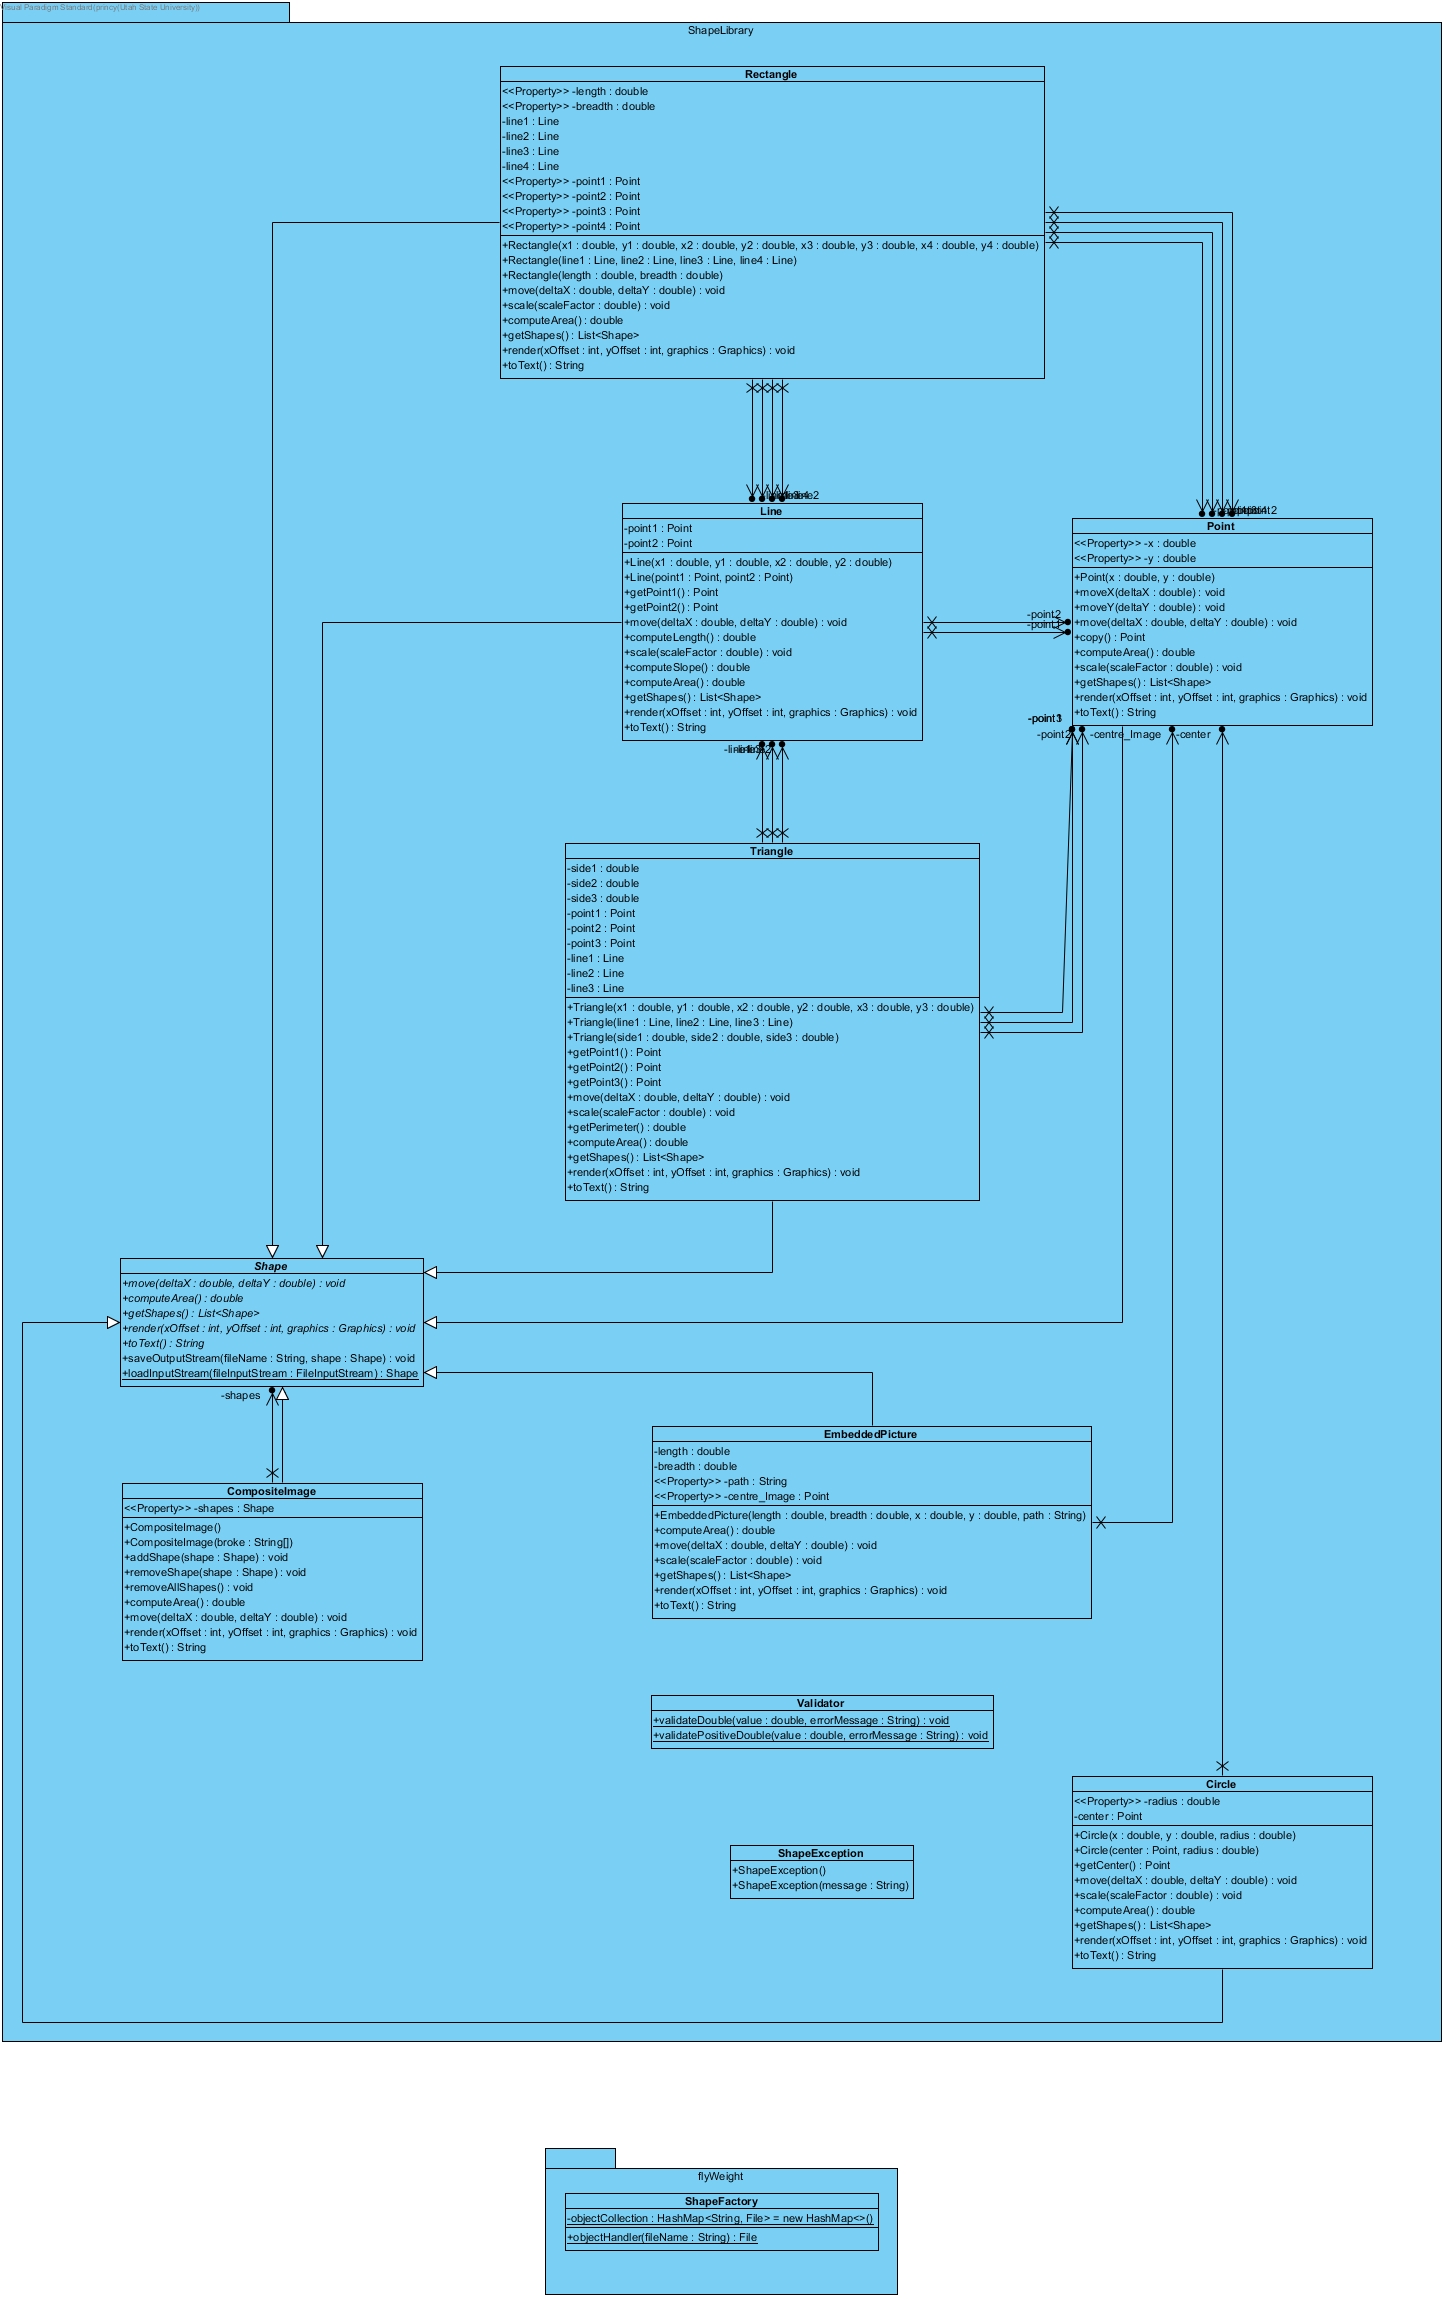 Visual Paradigm Standard(princy(Utah State University))
ShapeLibrary
Rectangle
<<Property>> -length : double
<<Property>> -breadth : double
-line1 : Line
-line2 : Line
-line3 : Line
-line4 : Line
<<Property>> -point1 : Point
<<Property>> -point2 : Point
<<Property>> -point3 : Point
<<Property>> -point4 : Point
+Rectangle(x1 : double, y1 : double, x2 : double, y2 : double, x3 : double, y3 : double, x4 : double, y4 : double)
+Rectangle(line1 : Line, line2 : Line, line3 : Line, line4 : Line)
+Rectangle(length : double, breadth : double)
+move(deltaX : double, deltaY : double) : void
+scale(scaleFactor : double) : void
+computeArea() : double
+getShapes() : List<Shape>
+render(xOffset : int, yOffset : int, graphics : Graphics) : void
+toText() : String
Line
-point1 : Point
-point2 : Point
+Line(x1 : double, y1 : double, x2 : double, y2 : double)
+Line(point1 : Point, point2 : Point)
+getPoint1() : Point
+getPoint2() : Point
+move(deltaX : double, deltaY : double) : void
+computeLength() : double
+scale(scaleFactor : double) : void
+computeSlope() : double
+computeArea() : double
+getShapes() : List<Shape>
+render(xOffset : int, yOffset : int, graphics : Graphics) : void
+toText() : String
-point2
Point
<<Property>> -x : double
<<Property>> -y : double
+Point(x : double, y : double)
+moveX(deltaX : double) : void
+moveY(deltaY : double) : void
+move(deltaX : double, deltaY : double) : void
+copy() : Point
+computeArea() : double
+scale(scaleFactor : double) : void
+getShapes() : List<Shape>
+render(xOffset : int, yOffset : int, graphics : Graphics) : void
+toText() : String
-point2
-centre_Image
-center
Triangle
-side1 : double
-side2 : double
-side3 : double
-point1 : Point
-point2 : Point
-point3 : Point
-line1 : Line
-line2 : Line
-line3 : Line
+Triangle(x1 : double, y1 : double, x2 : double, y2 : double, x3 : double, y3 : double)
+Triangle(line1 : Line, line2 : Line, line3 : Line)
+Triangle(side1 : double, side2 : double, side3 : double)
+getPoint1() : Point
+getPoint2() : Point
+getPoint3() : Point
+move(deltaX : double, deltaY : double) : void
+scale(scaleFactor : double) : void
+getPerimeter() : double
+computeArea() : double
+getShapes() : List<Shape>
+render(xOffset : int, yOffset : int, graphics : Graphics) : void
+toText() : String
Shape
+move(deltaX : double, deltaY : double) : void
+computeArea() : double
+getShapes() : List<Shape>
+render(xOffset : int, yOffset : int, graphics : Graphics) : void
+toText() : String
+saveOutputStream(fileName : String, shape : Shape) : void
+loadInputStream(fileInputStream : FileInputStream) : Shape
-shapes
CompositeImage
<<Property>> -shapes : Shape
+CompositeImage()
+CompositeImage(broke : String[])
+addShape(shape : Shape) : void
+removeShape(shape : Shape) : void
+removeAllShapes() : void
+computeArea() : double
+move(deltaX : double, deltaY : double) : void
+render(xOffset : int, yOffset : int, graphics : Graphics) : void
+toText() : String
EmbeddedPicture
-length : double
-breadth : double
<<Property>> -path : String
<<Property>> -centre_Image : Point
+EmbeddedPicture(length : double, breadth : double, x : double, y : double, path : String)
+computeArea() : double
+move(deltaX : double, deltaY : double) : void
+scale(scaleFactor : double) : void
+getShapes() : List<Shape>
+render(xOffset : int, yOffset : int, graphics : Graphics) : void
+toText() : String
Validator
+validateDouble(value : double, errorMessage : String) : void
+validatePositiveDouble(value : double, errorMessage : String) : void
Circle
<<Property>> -radius : double
-center : Point
+Circle(x : double, y : double, radius : double)
+Circle(center : Point, radius : double)
+getCenter() : Point
+move(deltaX : double, deltaY : double) : void
+scale(scaleFactor : double) : void
+computeArea() : double
+getShapes() : List<Shape>
+render(xOffset : int, yOffset : int, graphics : Graphics) : void
+toText() : String
ShapeException
+ShapeException()
+ShapeException(message : String)
flyWeight
ShapeFactory
-objectCollection : HashMap<String, File> = new HashMap<>()
+objectHandler(fileName : String) : File